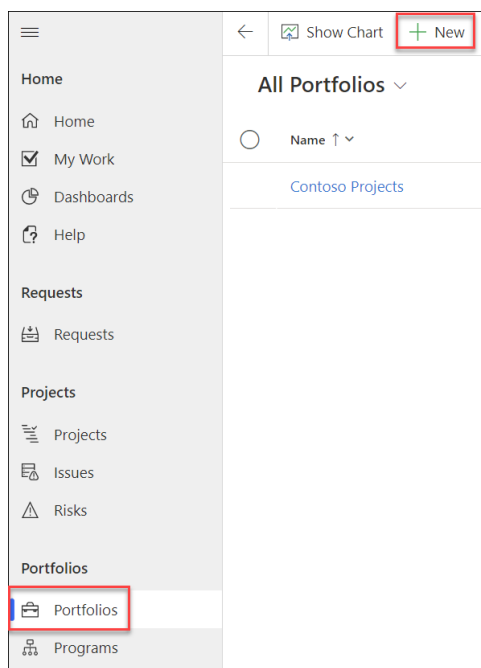 Show Chart
New
Home
All Portfolios
Home
Name
My Work
Contoso Projects
Dashboards
Help
Requests
Requests
Projects
Projects
Issues
Risks
Portfolios
Portfolios
Programs